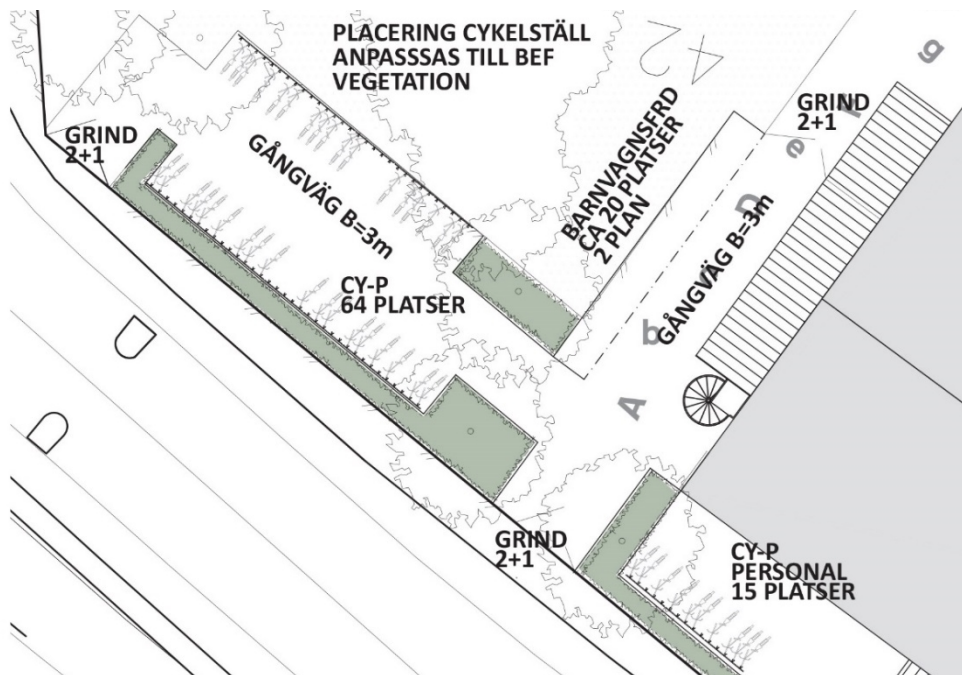 PLACERING CYKELSTÄLL
ANPASSSAS TILL BEF
VEGETATION
42
g
GRIND
2+1
GRIND
2+1
GÅNGVÄG B=3m
BARNVAGNSFRD
CA 20 PLATSER
2 PLAN
e
D
GÅNGVÄG B=3m
CY-P
64 PLATSER
b
A
GRIND
2+1
CY-P
PERSONAL
15 PLATSER